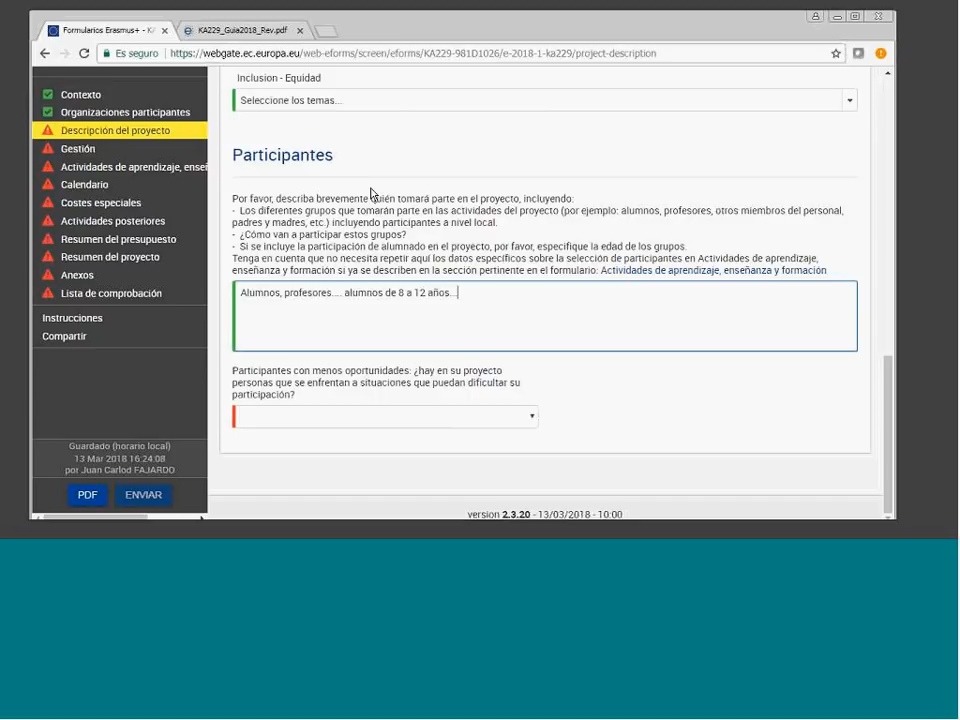 Formularios Erasmus+ - KA
KA229_Guia2018_Rev.pdf
Es seguro
https://webgate.ec.europa.eu/web-eforms/screen/eforms/KA229-981D1026/e-2018-1-ka229/project-description
Inclusion - Equidad
Seleccione los temas...
Contexto
Organizaciones participantes
Descripción del proyecto
Gestión
Actividades de aprendizaje, enseñ
Calendario
Costes especiales
Actividades posteriores
Resumen del presupuesto
Resumen del proyecto
Anexos
Lista de comprobación
Instrucciones
Compartir
Guardado (horario local)
13 Mar 2018 16:24:08
por Juan Carlod FAJARDO
PDF
ENVIAR
Participantes
Por favor, describa brevemente quién tomará parte en el proyecto, incluyendo:
- Los diferentes grupos que tomarán parte en las actividades del proyecto (por ejemplo: alumnos, profesores, otros miembros del personal,
padres y madres, etc.) incluyendo participantes a nivel local.
- ¿Cómo van a participar estos grupos?
- Si se incluye la participación de alumnado en el proyecto, por favor, especifique la edad de los grupos.
Tenga en cuenta que no necesita repetir aquí los datos específicos sobre la selección de participantes en Actividades de aprendizaje,
enseñanza y formación si ya se describen en la sección pertinente en el formulario: Actividades de aprendizaje, enseñanza y formación
Alumnos, profesores.... alumnos de 8 a 12 años...
Participantes con menos oportunidades: ¿hay en su proyecto
personas que se enfrentan a situaciones que puedan dificultar su
participación?
version 2.3.20 - 13/03/2018 - 10:00